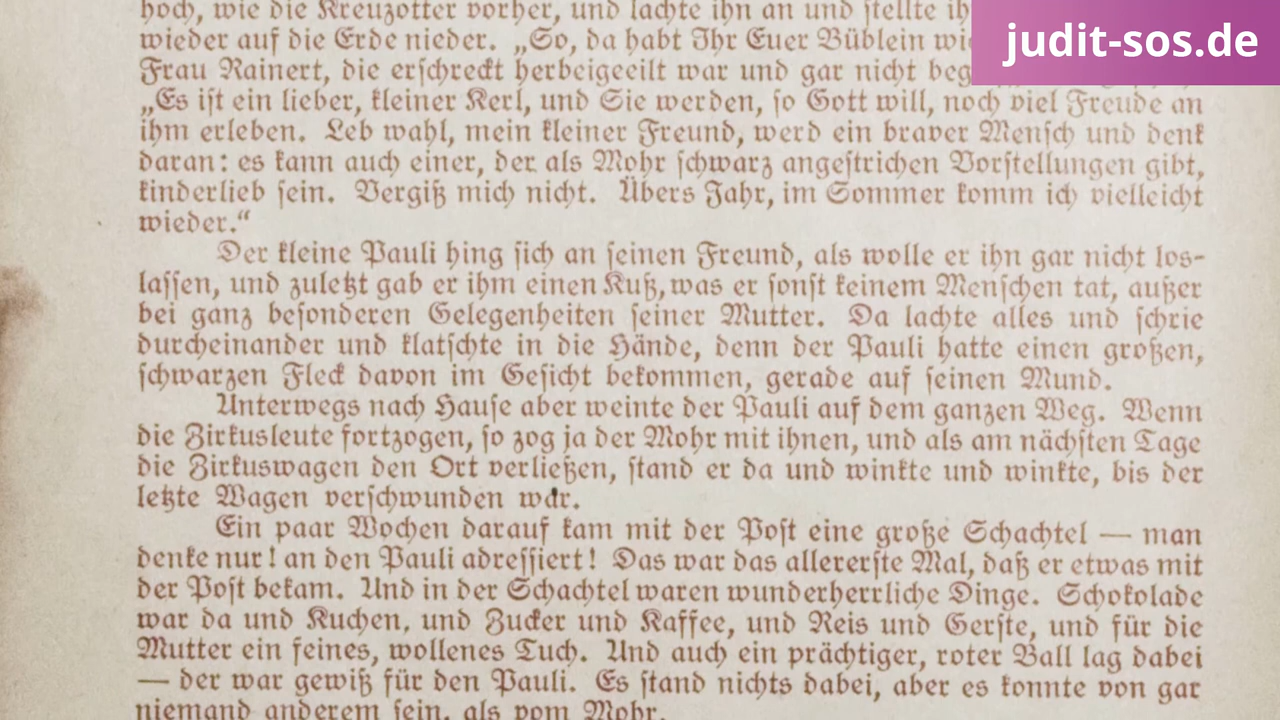 hoch, wie die Kreuzotter vorher, und lachte ihn an und stellte ih
wieder auf die Erde nieder. „So, da habt Ihr Euer Büblein
Frau Rainert, die erschreckt herbeigeeilt war und gar nicht
„Es ist ein lieber, kleiner Kerl, und Sie werden, so Gott will, noch viel Freude an
ihm erleben. Leb wahl, mein kleiner Freund, werd ein braver Mensch und denk
daran: es kann auch einer, der als Mohr schwarz angestrichen Vorstellungen gibt,
kinderlieb sein. Vergiß mich nicht. Übers Jahr, im Sommer komm ich vielleicht
wieder.“
Der kleine Pauli hing sich an seinen Freund, als wolle er ihn gar nicht los-
lassen, und zuletzt gab er ihm einen Kuß, was er sonst keinem Menschen tat, außer
bei ganz besonderen Gelegenheiten seiner Mutter. Da lachte alles und schrie
durcheinander und klatschte in die Hände, denn der Pauli hatte einen großen,
schwarzen Fleck davon im Gesicht bekommen, gerade auf seinen Mund.
Unterwegs nach Hause aber weinte der Pauli auf dem ganzen Weg. Wenn
die Zirkusleute fortzogen, so zog ja der Mohr mit ihnen, und als am nächsten Tage
die Zirkuswagen den Ort verließen, stand er da und winkte und winkte, bis der
letzte Wagen verschwunden war.
Ein paar Wochen darauf kam mit der Post eine große Schachtel — man
denke nur! an den Pauli adressiert! Das war das allererste Mal, daß er etwas mit
der Post bekam. Und in der Schachtel waren wunderherrliche Dinge. Schokolade
war da und Kuchen, und Zucker und Kaffee, und Reis und Gerste, und für die
Mutter ein feines, wollenes Tuch. Und auch ein prächtiger, roter Ball lag dabei
— der war gewiß für den Pauli. Es stand nichts dabei, aber es konnte von gar
niemand anderem sein, als vom Mohr.
judit-sos.de